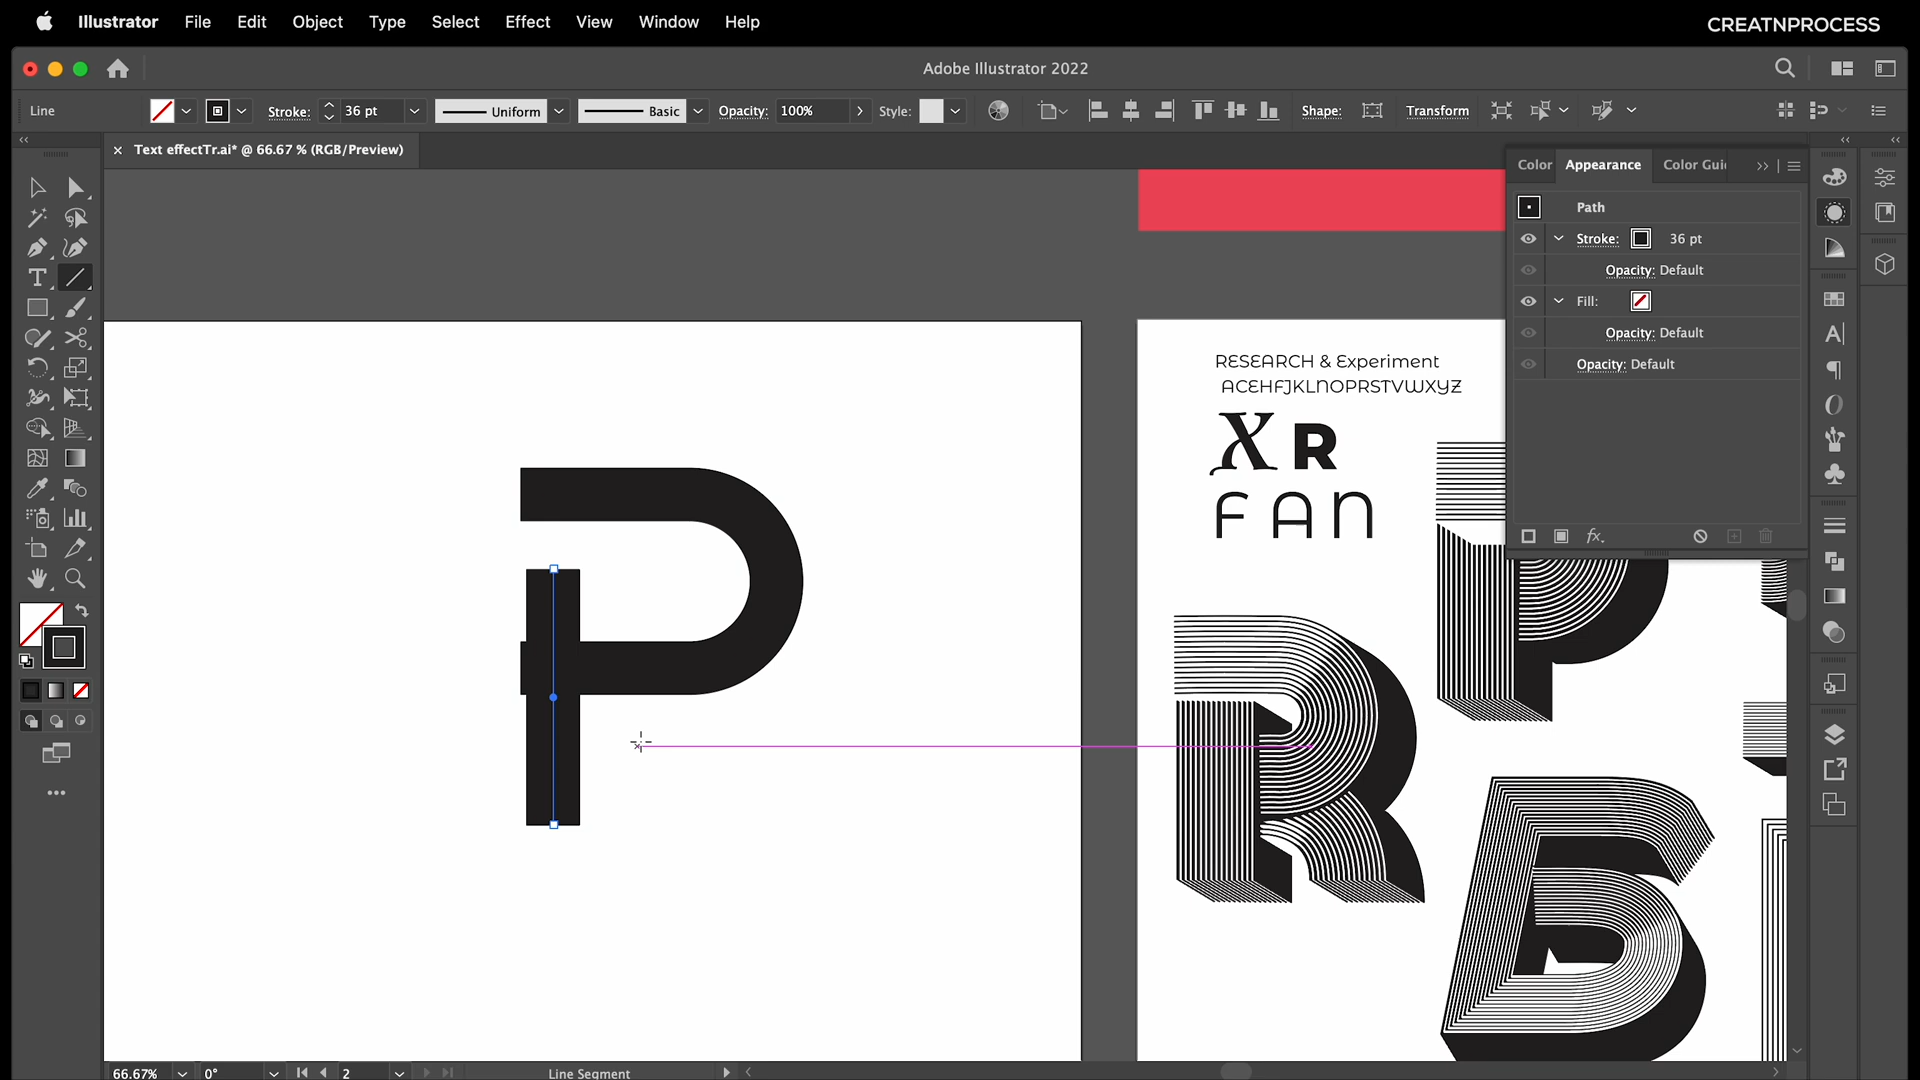 Illustrator File Edit Object Type Select Effect View Window Help
CREATNPROCESS
Adobe Illustrator 2022
Line Stroke: 36 pt Uniform Basic Opacity: 100% Style: Shape: Transform
Text effectTr.ai* @ 66.67 % (RGB/Preview)
Color Appearance Color Gui
Path
Stroke: 36 pt
Opacity: Default
Fill:
Opacity: Default
Opacity: Default
fx.
RESEARCH & Experiment
ACEHFJKLNOPRSTVWXYZ
X R
F A N
P
P
R
B
66.67% 0° 2 Line Segment